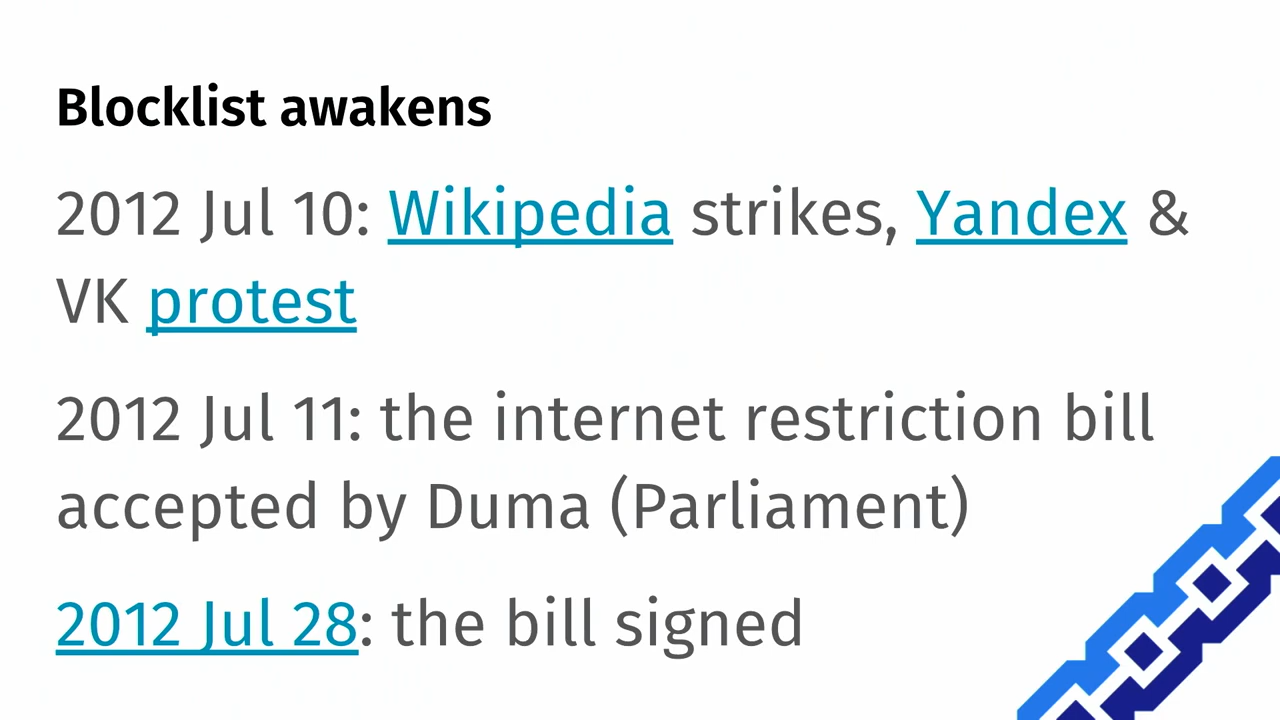 Blocklist awakens
2012 Jul 10: Wikipedia strikes, Yandex &
VK protest
2012 Jul 11: the internet restriction bill
accepted by Duma (Parliament)
2012 Jul 28: the bill signed